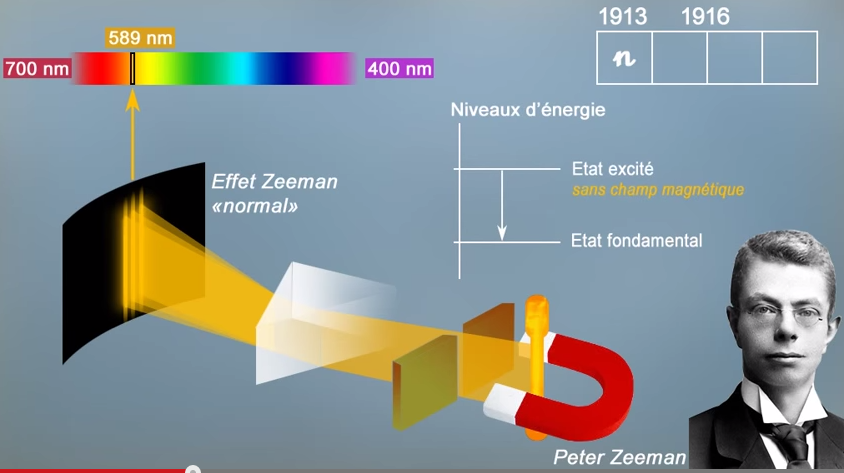 1913 1916
n
589 nm
700 nm
400 nm
Niveaux d'énergie
Etat excité
sans champ magnétique
Etat fondamental
Effet Zeeman
«normal»
Peter Zeeman